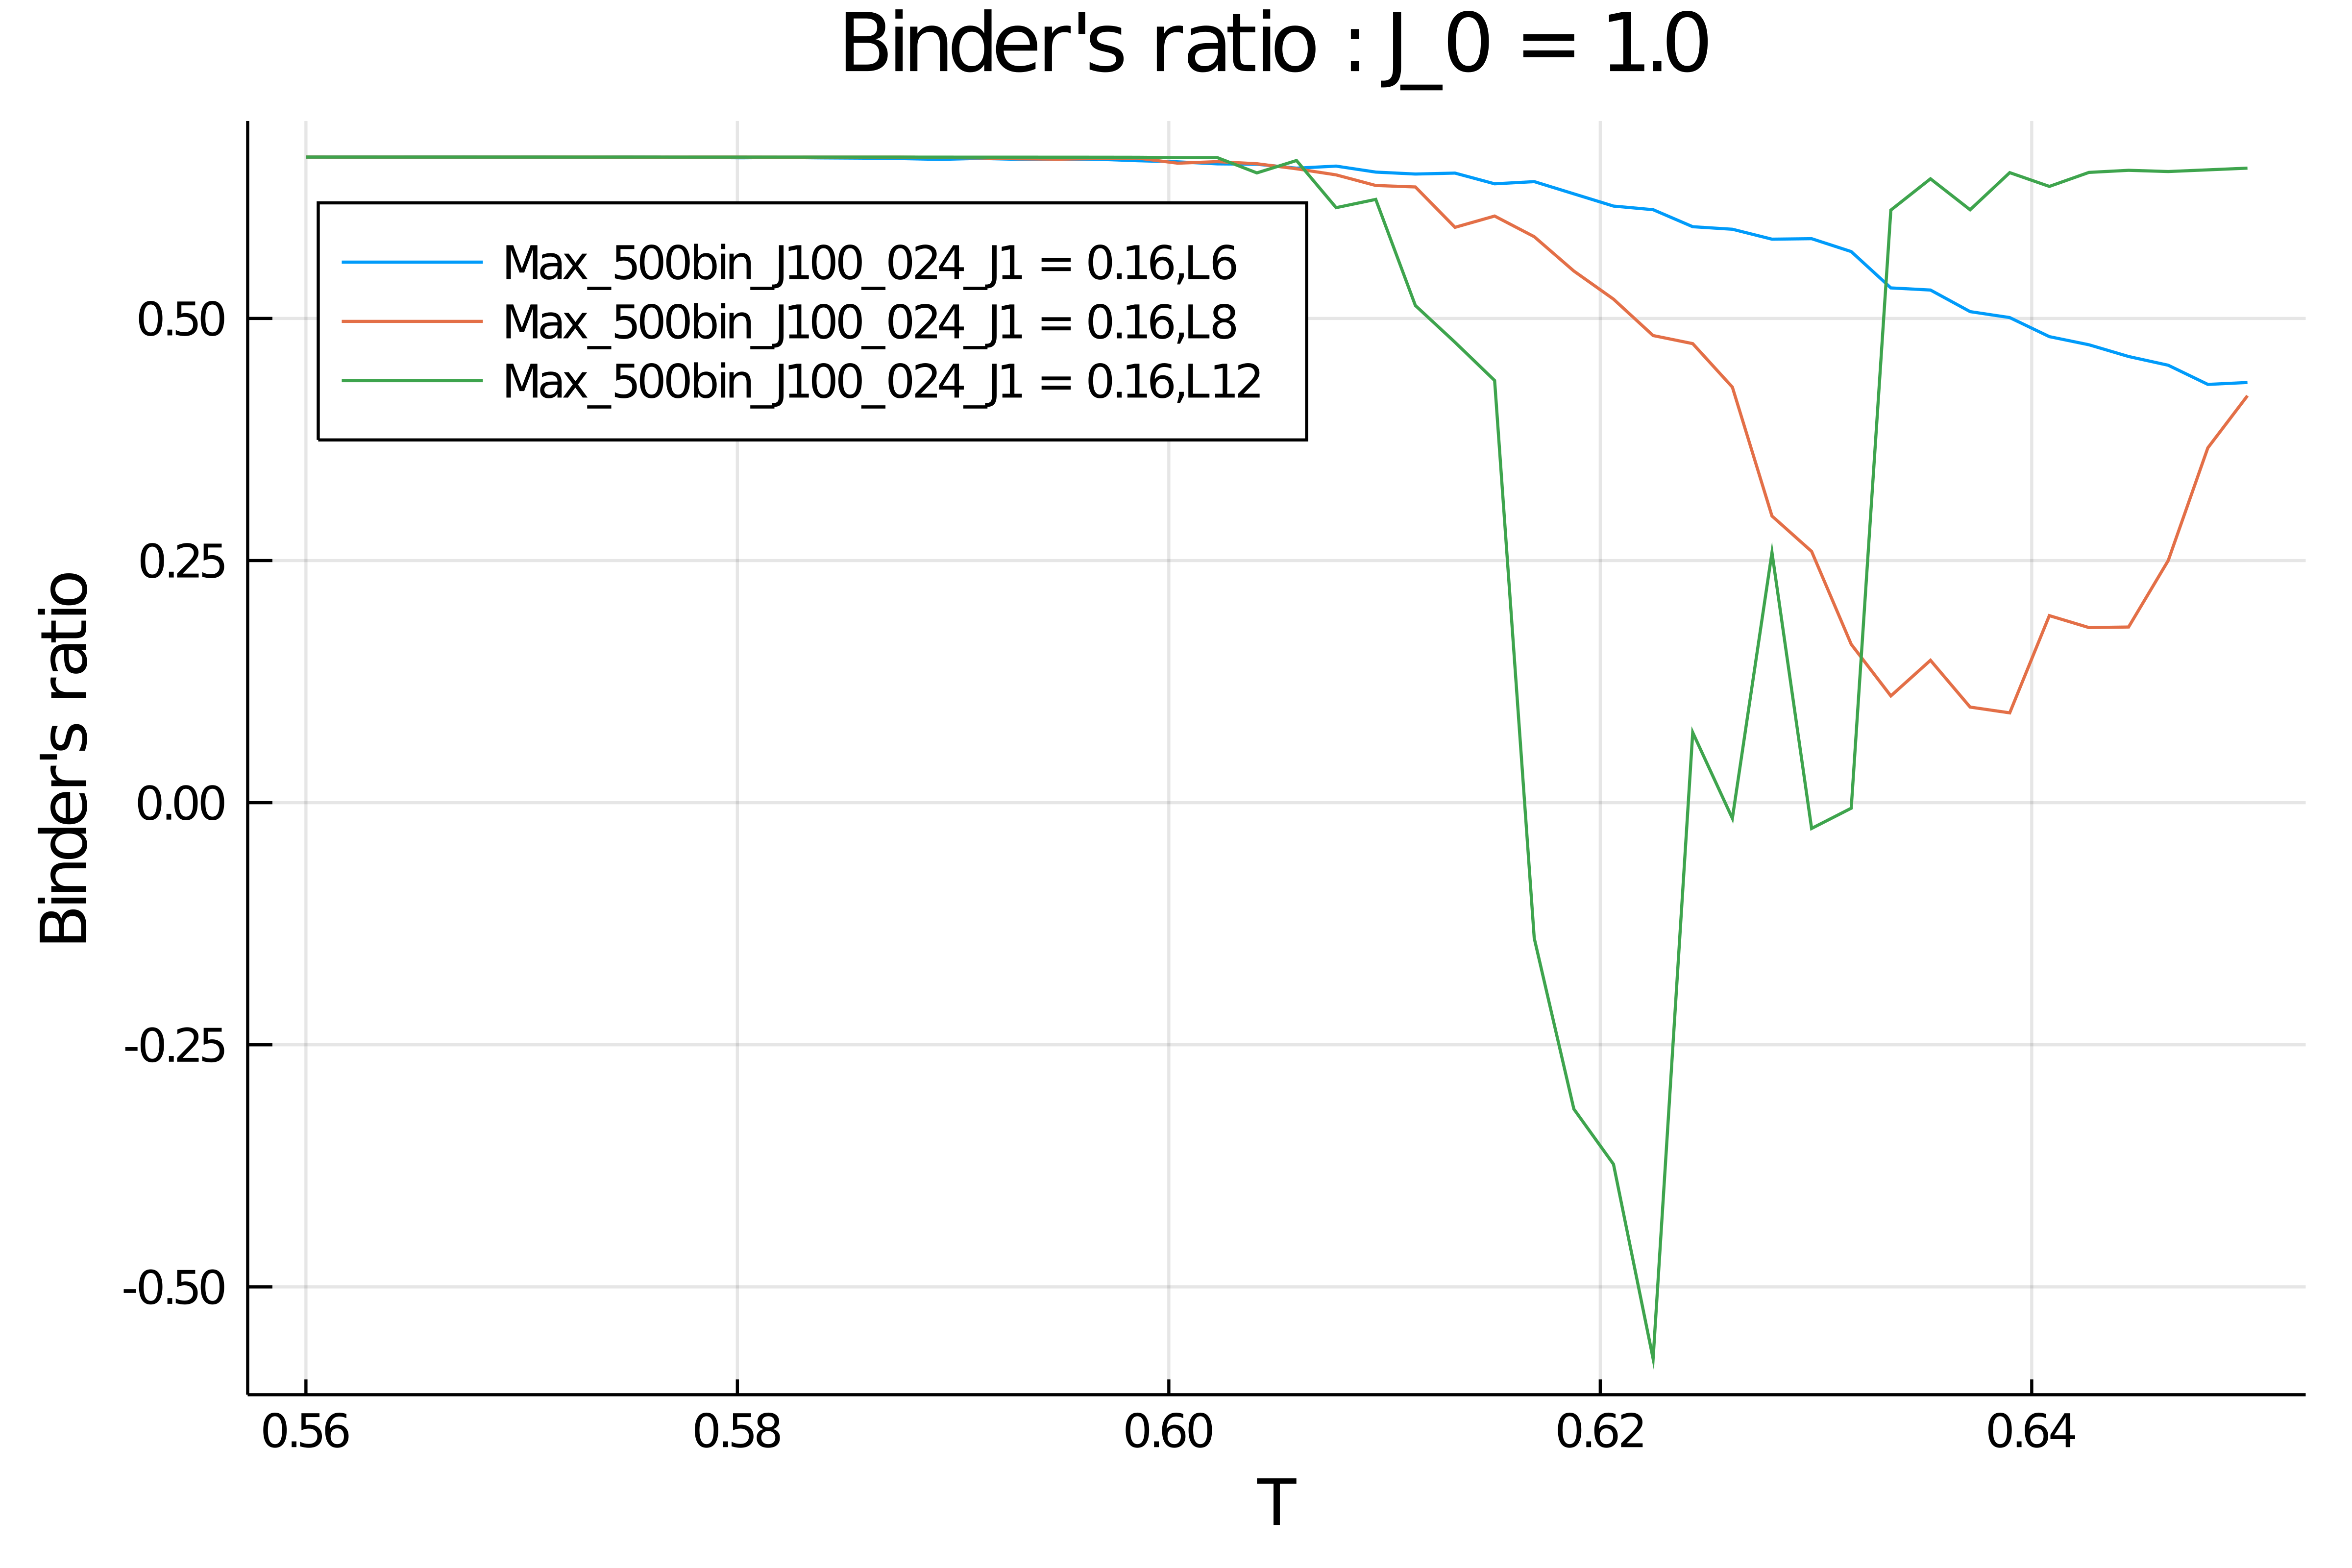 Binder's ratio : J_0 = 1.0
Max_500bin_J100_024_J1 = 0.16,L6
Max_500bin_J100_024_J1 = 0.16,L8
Max_500bin_J100_024_J1 = 0.16,L12
0.50
0.25
0.00
-0.25
-0.50
Binder's ratio
0.56 0.58 0.60 0.62 0.64
T